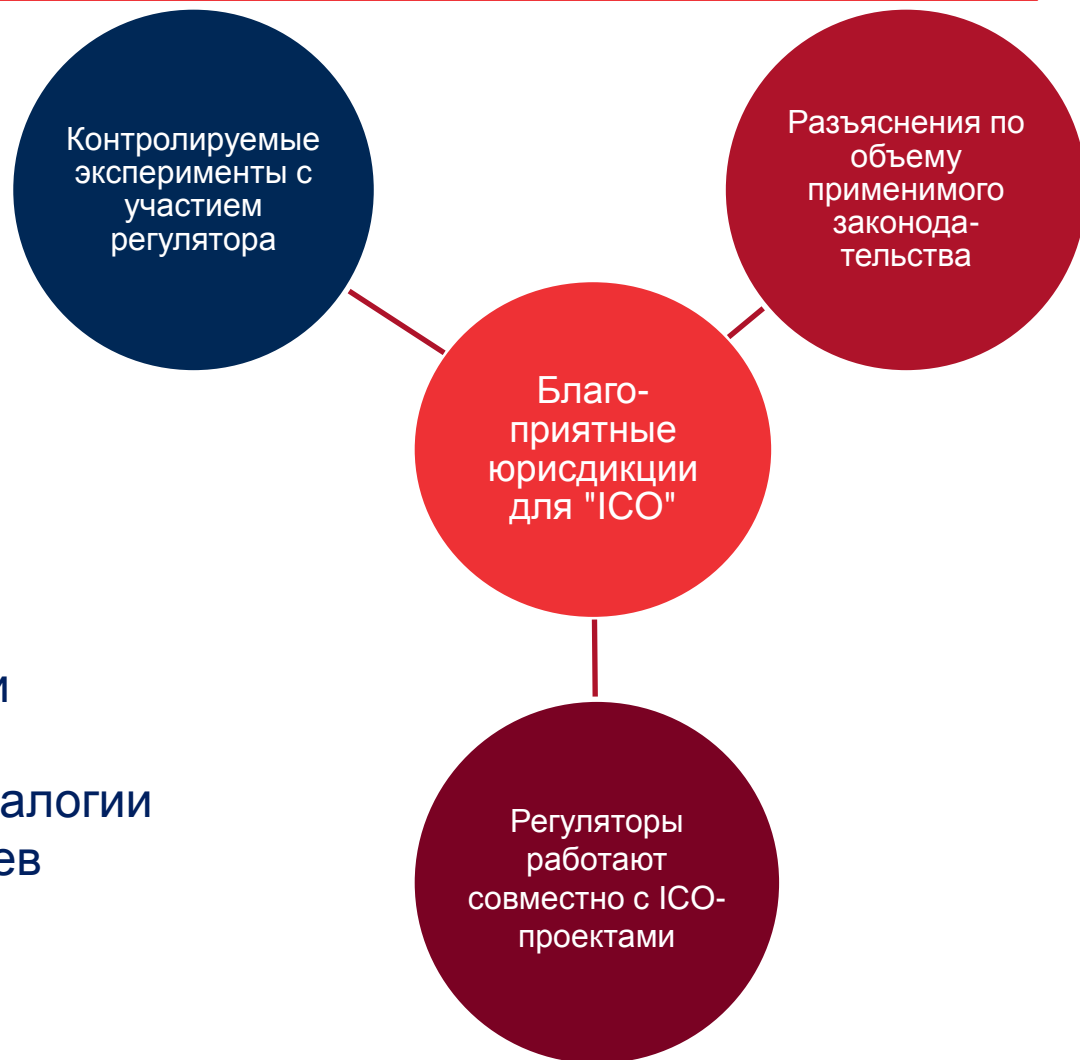 Контролируемые
эксперименты с
участием
регулятора
Разъяснения по
объему
применимого
законода-
тельства
Благо-
приятные
юрисдикции
для "ICO"
и
алогии
ев
Регуляторы
работают
совместно с ICO-
проектами